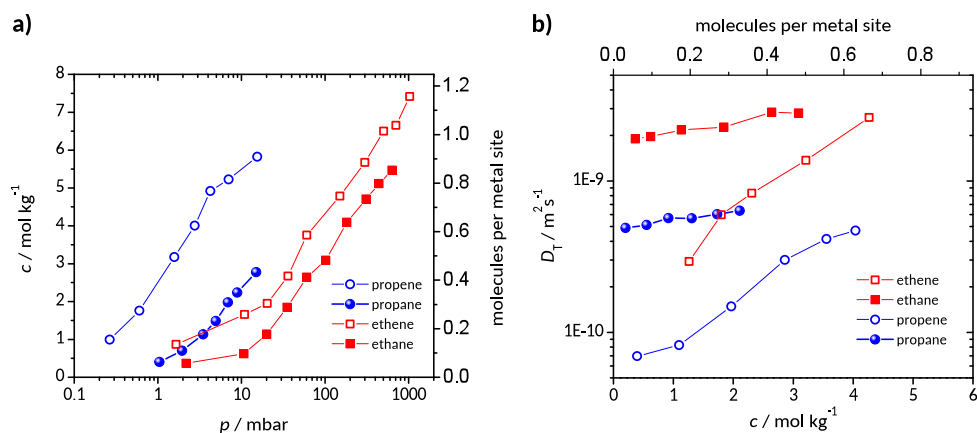 a)
8
7
6
5
4
3
2
1
0
c / mol kg-1
0.1
1
10
100
1000
p / mbar
1.2
1.0
0.8
0.6
0.4
0.2
0.0
molecules per metal site
propene
propane
ethene
ethane
b)
molecules per metal site
0.0
0.2
0.4
0.6
0.8
1E-9
1E-10
DT / m2s-1
0
1
2
3
4
5
6
c / mol kg-1
ethene
ethane
propene
propane